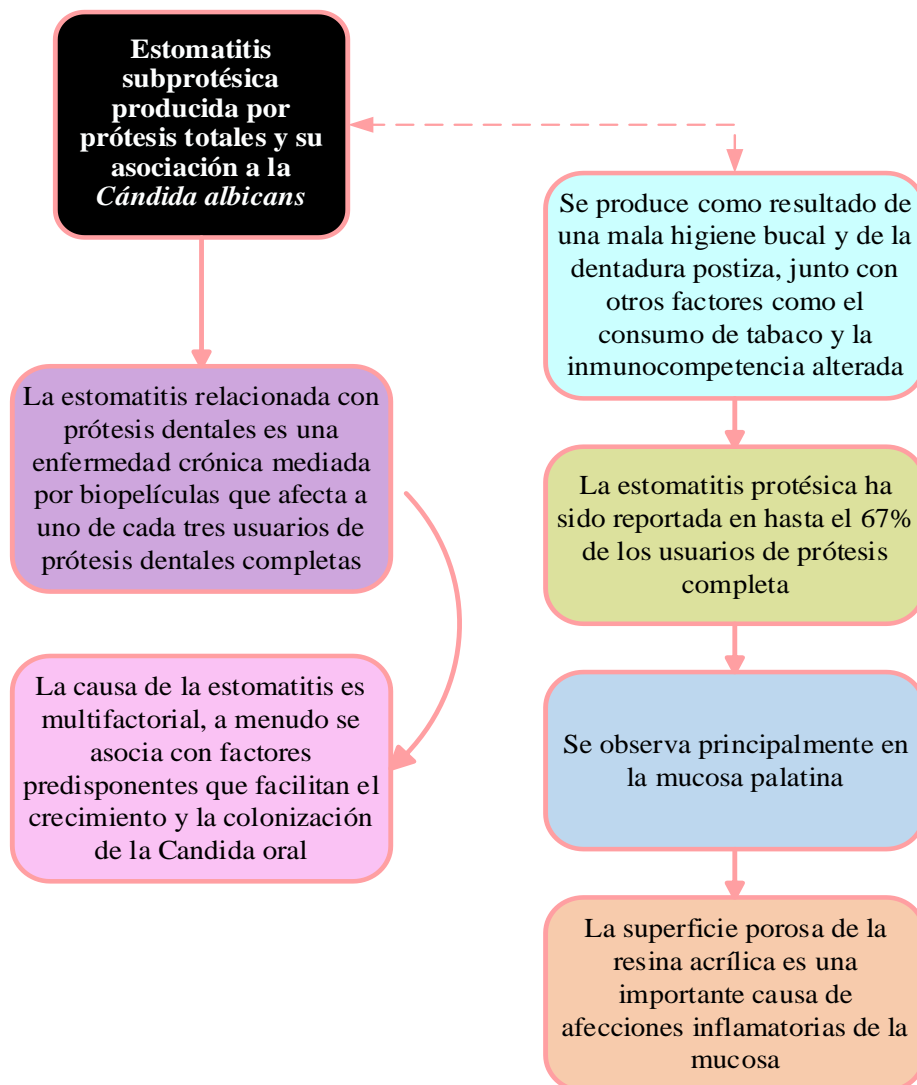 Estomatitis
subprotésica
producida por
prótesis totales y su
asociación a la
Cándida albicans
La estomatitis relacionada con
prótesis dentales es una
enfermedad crónica mediada
por biopelículas que afecta a
uno de cada tres usuarios de
prótesis dentales completas
La causa de la estomatitis es
multifactorial, a menudo se
asocia con factores
predisponentes que facilitan el
crecimiento y la colonización
de la Candida oral
Se produce como resultado de
una mala higiene bucal y de la
dentadura postiza, junto con
otros factores como el
consumo de tabaco y la
inmunocompetencia alterada
La estomatitis protésica ha
sido reportada en hasta el 67%
de los usuarios de prótesis
completa
Se observa principalmente en
la mucosa palatina
La superficie porosa de la
resina acrílica es una
importante causa de
afecciones inflamatorias de la
mucosa